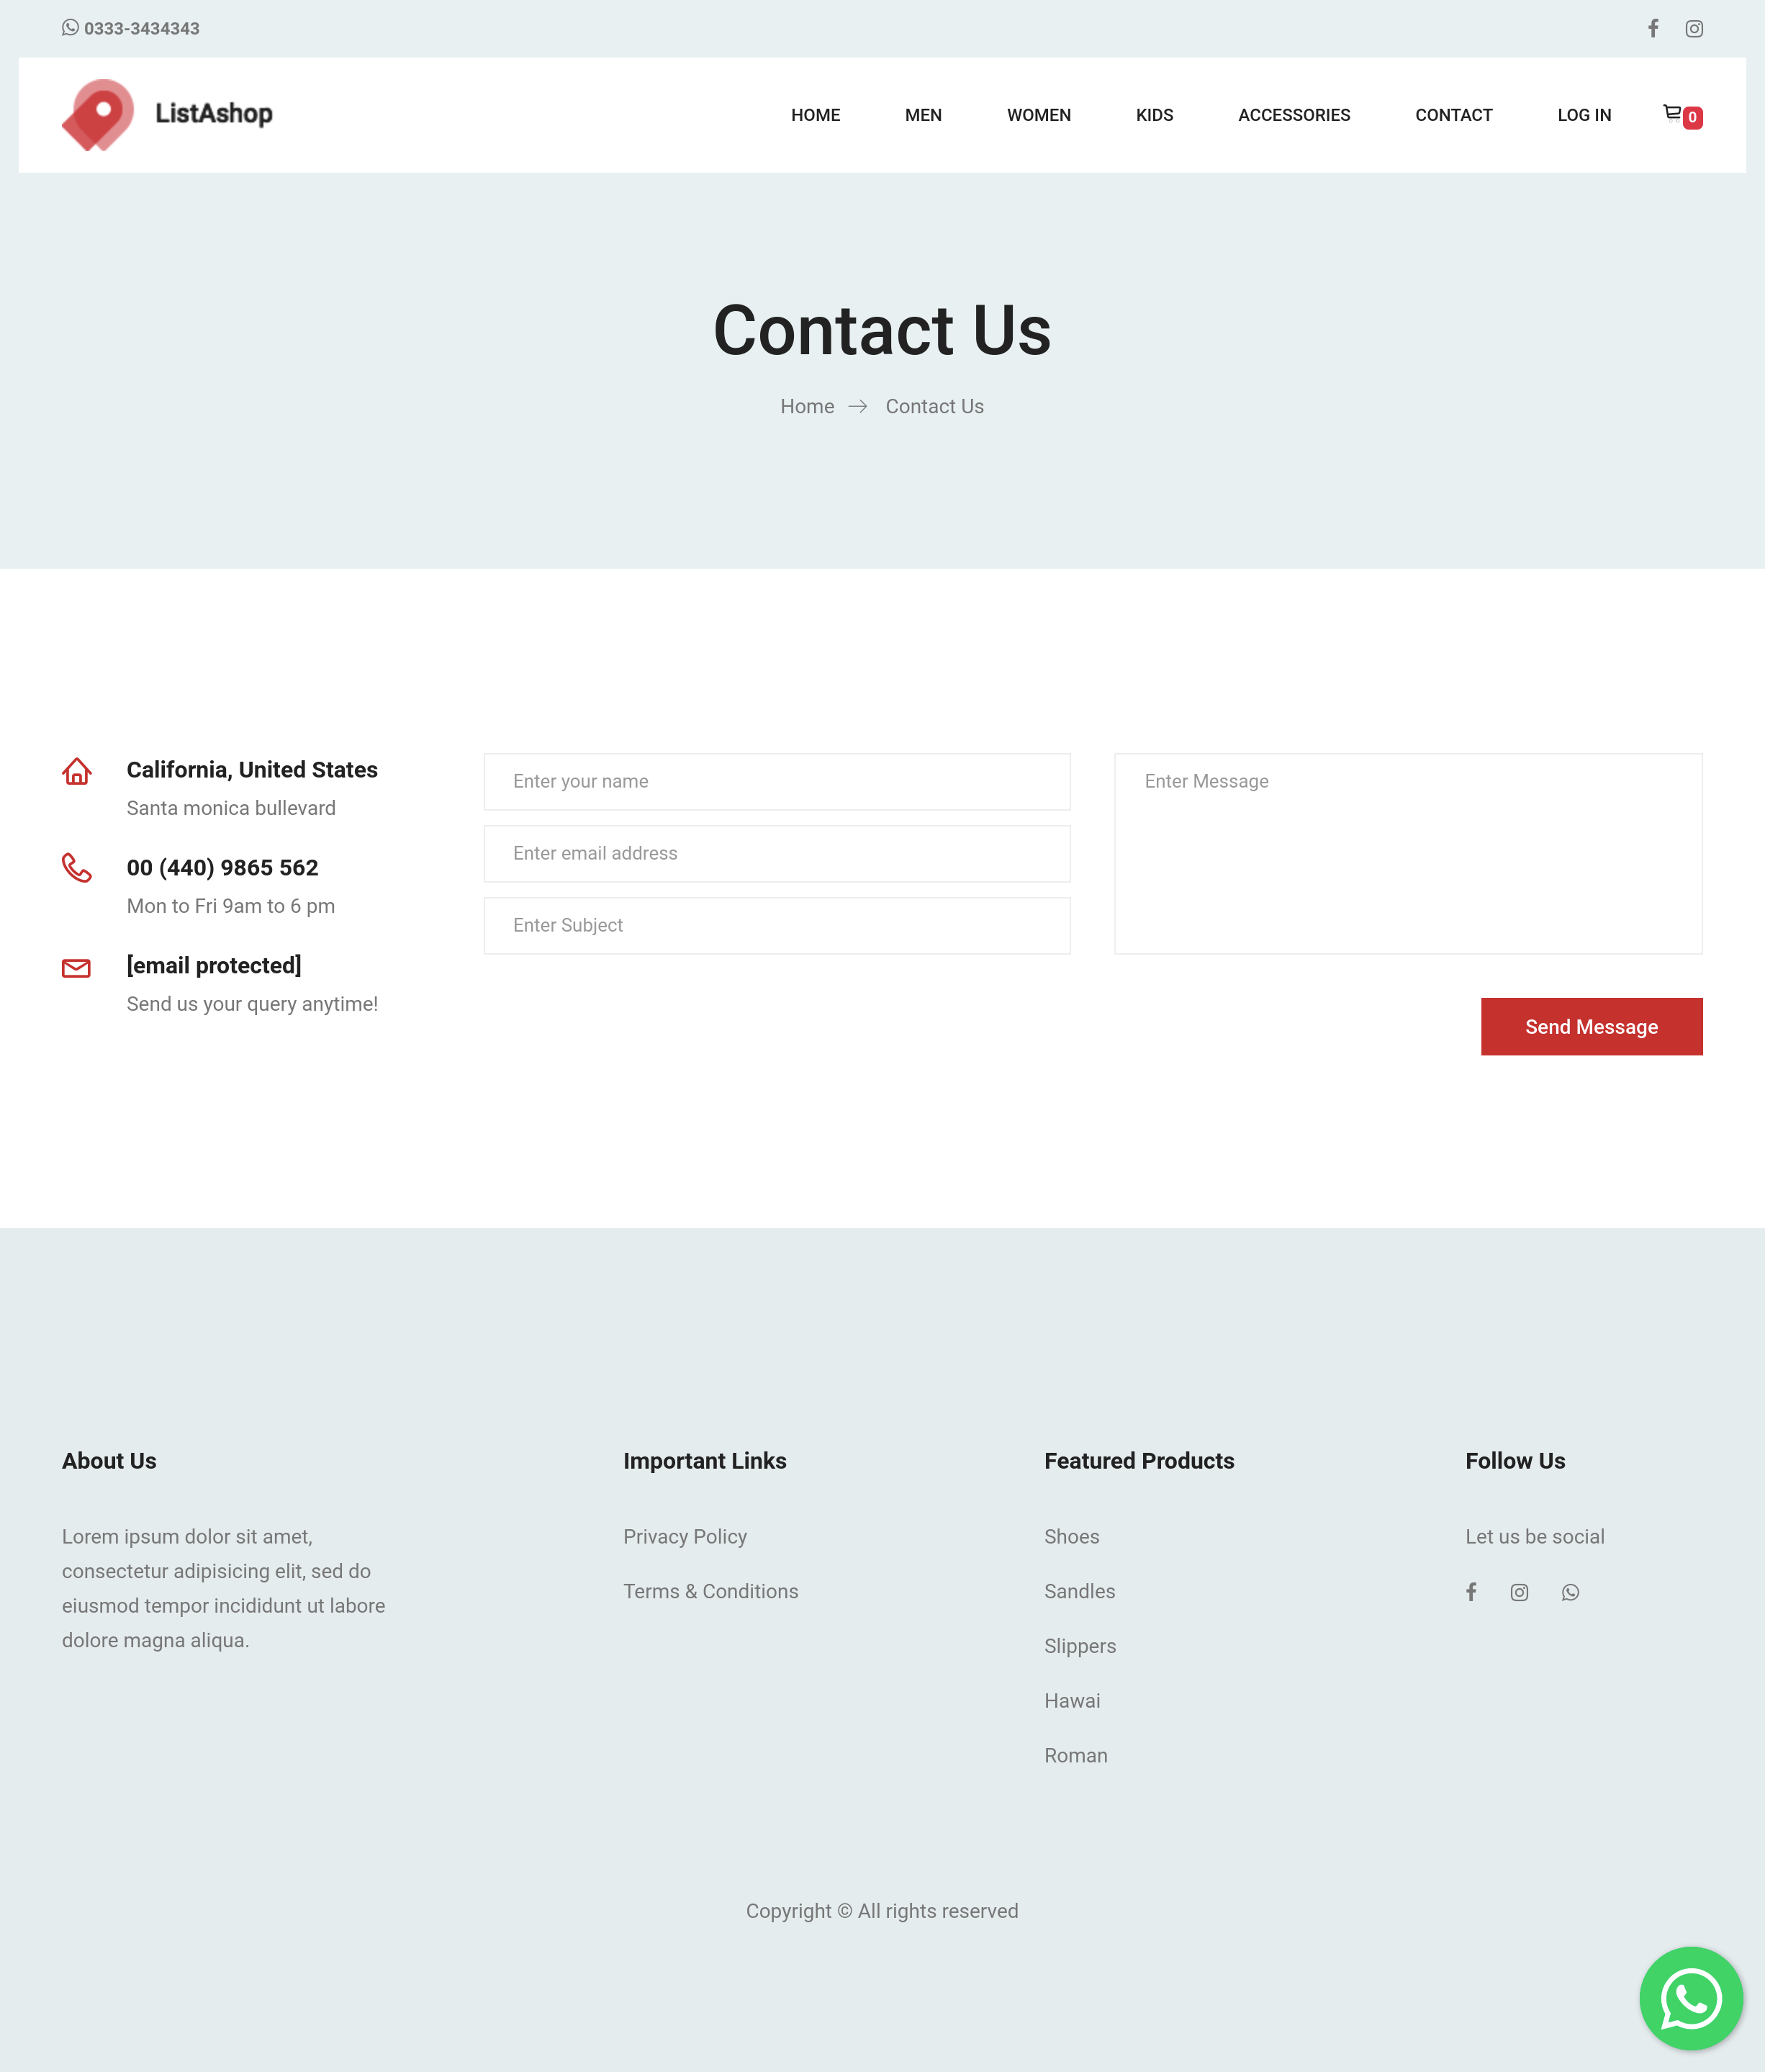 0333-3434343
ListAshop
HOME MEN WOMEN KIDS ACCESSORIES CONTACT LOG IN 0
Contact Us
Home Contact Us
California, United States
Santa monica bullevard
00 (440) 9865 562
Mon to Fri 9am to 6 pm
[email protected]
Send us your query anytime!
Enter your name
Enter email address
Enter Subject
Enter Message
Send Message
About Us
Lorem ipsum dolor sit amet,
consectetur adipisicing elit, sed do
eiusmod tempor incididunt ut labore
dolore magna aliqua.
Important Links
Privacy Policy
Terms & Conditions
Featured Products
Shoes
Sandles
Slippers
Hawai
Roman
Follow Us
Let us be social
Copyright © All rights reserved